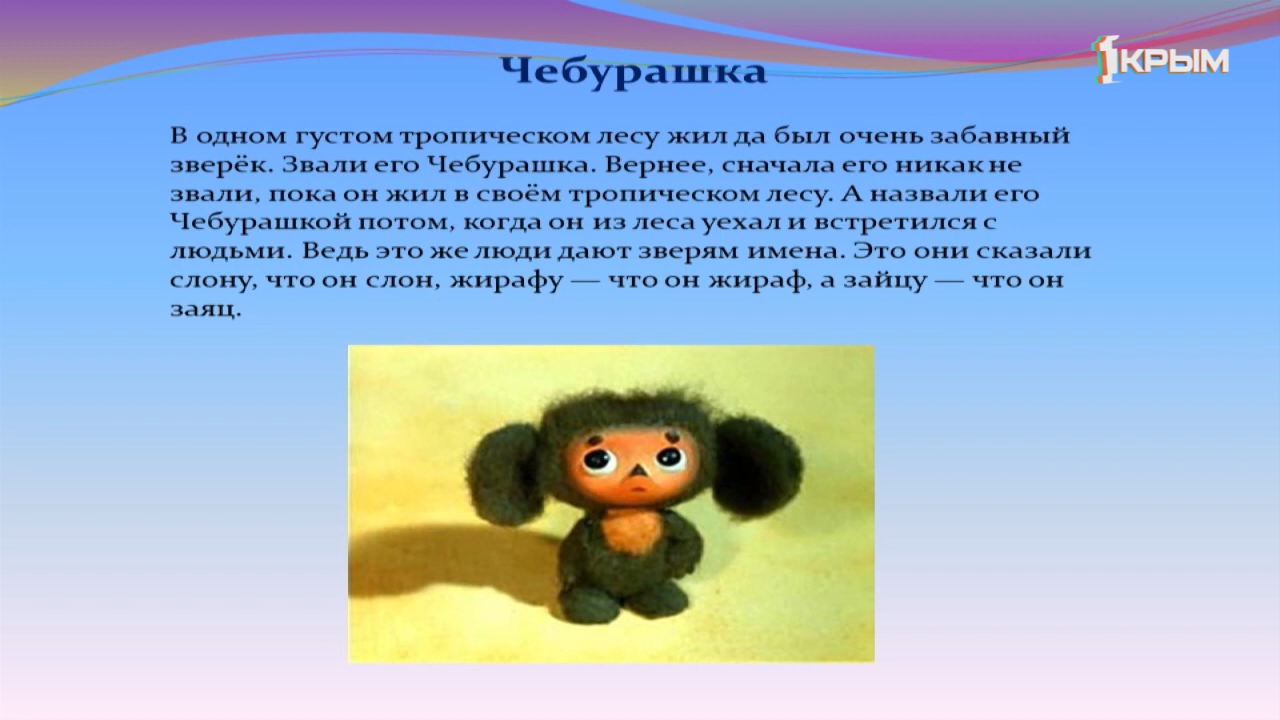 Чебурашка
1КРЫМ
В одном густом тропическом лесу жил да был очень забавный
зверёк. Звали его Чебурашка. Вернее, сначала его никак не
звали, пока он жил в своём тропическом лесу. А назвали его
Чебурашкой потом, когда он из леса уехал и встретился с
людьми. Ведь это же люди дают зверям имена. Это они сказали
слону, что он слон, жирафу — что он жираф, а зайцу — что он
заяц.